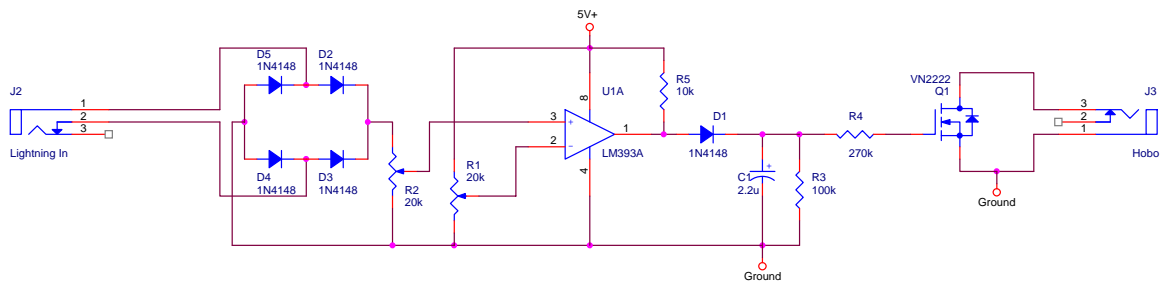 5V+
D5
1N4148
D2
1N4148
J2
1
2
3
Lightning In
D4
1N4148
D3
1N4148
R2
20k
R1
20k
8
U1A
3
+
2
-
1
4
LM393A
R5
10k
D1
1N4148
C1
+
2.2u
R3
100k
Ground
R4
270k
VN2222
Q1
Ground
J3
3
2
1
Hobo